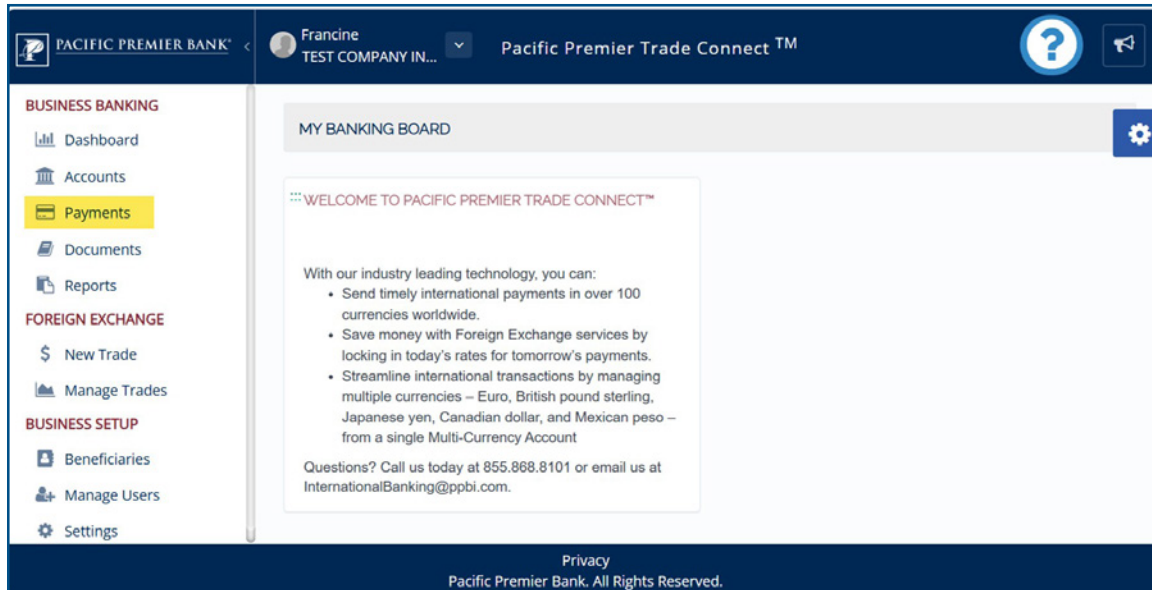 PACIFIC PREMIER BANK®
Francine
TEST COMPANY IN...
Pacific Premier Trade Connect TM
?
BUSINESS BANKING
Dashboard
Accounts
Payments
Documents
Reports
FOREIGN EXCHANGE
$ New Trade
Manage Trades
BUSINESS SETUP
Beneficiaries
Manage Users
Settings
MY BANKING BOARD
WELCOME TO PACIFIC PREMIER TRADE CONNECT™
With our industry leading technology, you can:
• Send timely international payments in over 100
currencies worldwide.
• Save money with Foreign Exchange services by
locking in today's rates for tomorrow's payments.
• Streamline international transactions by managing
multiple currencies – Euro, British pound sterling,
Japanese yen, Canadian dollar, and Mexican peso –
from a single Multi-Currency Account
Questions? Call us today at 855.868.8101 or email us at
InternationalBanking@ppbi.com.
Privacy
Pacific Premier Bank. All Rights Reserved.